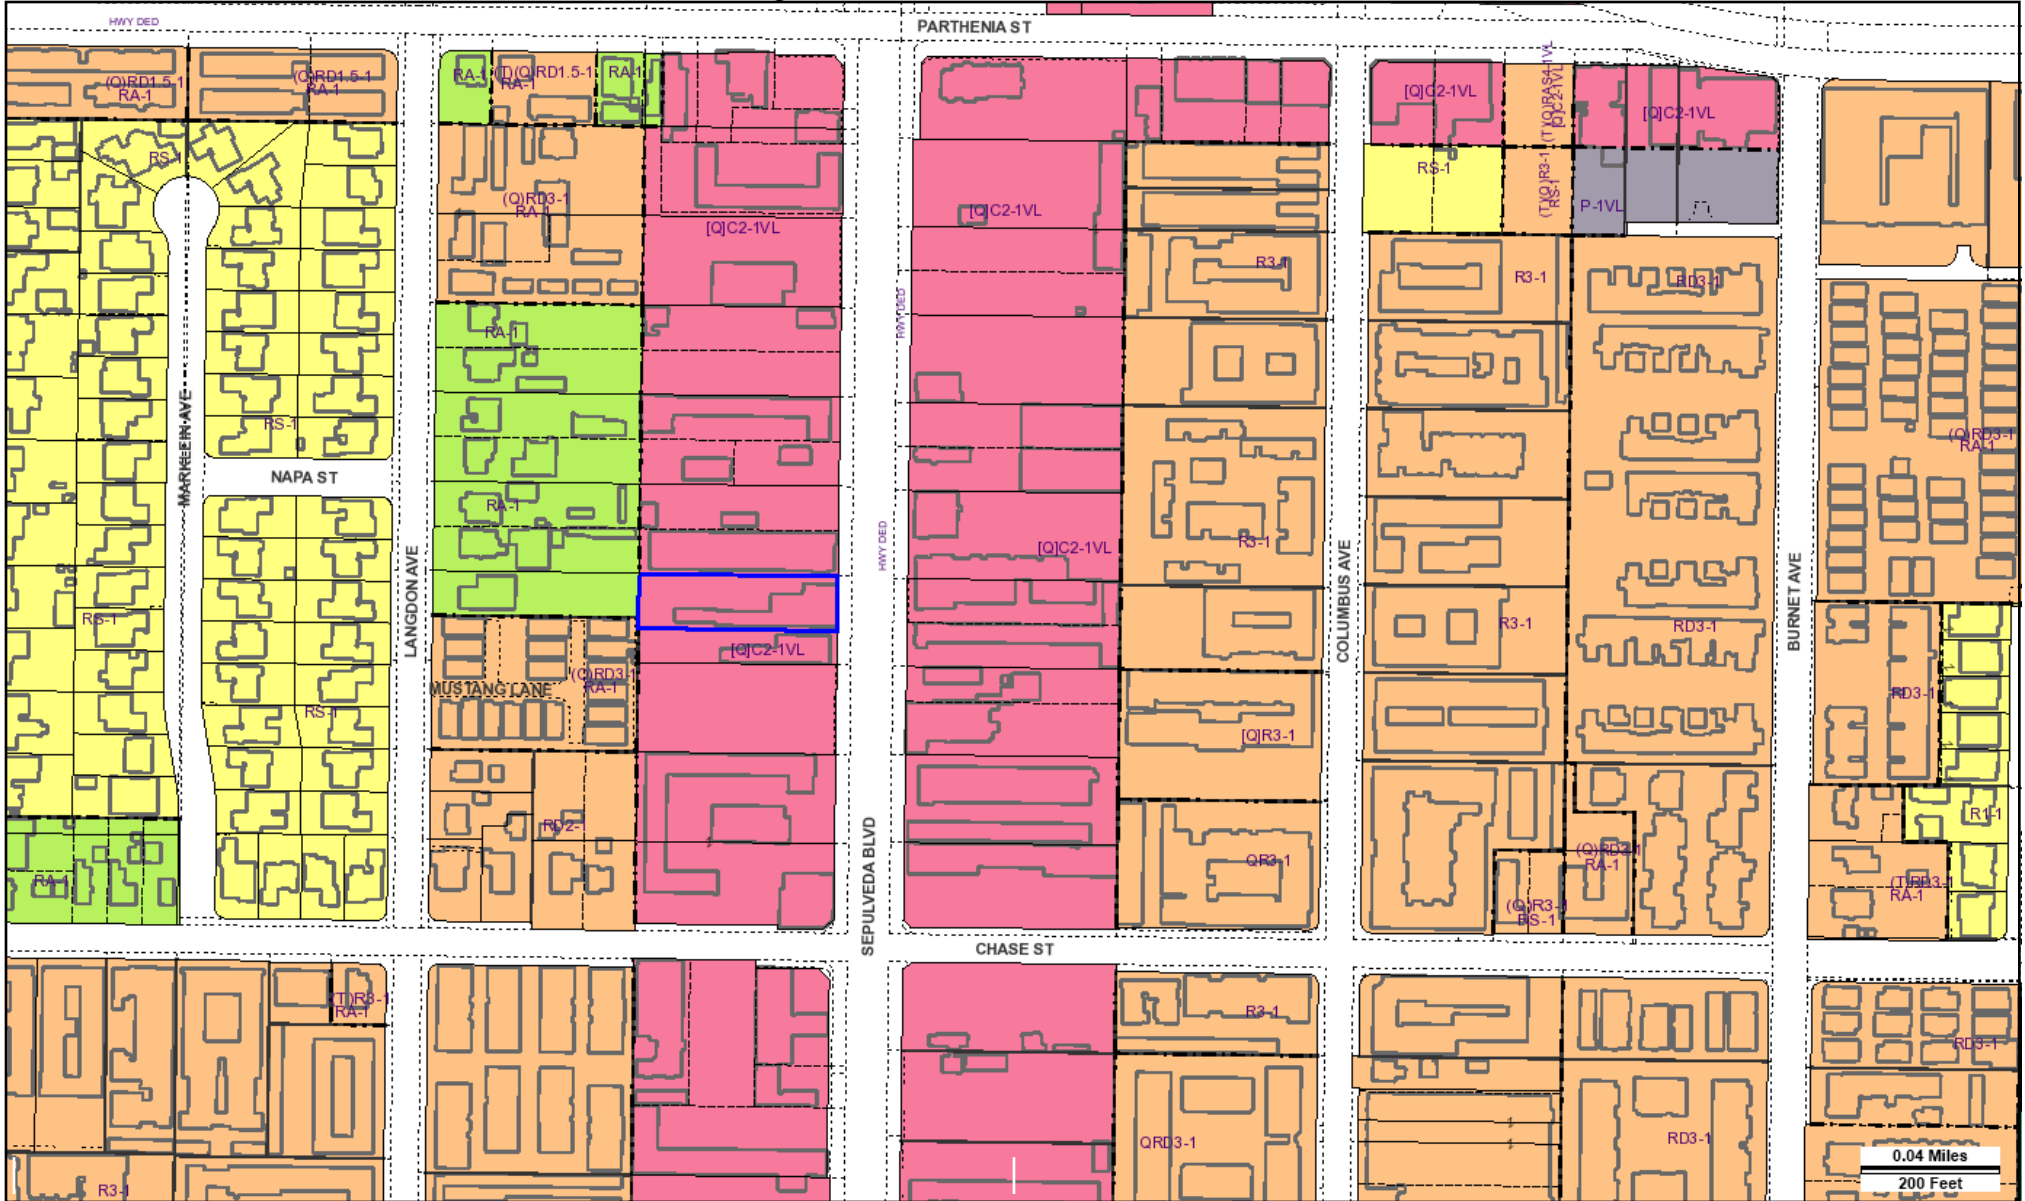 HWY DED
PARTHENIA ST
(Q)RD1.5-1
RA-1
(Q)RD1.5-1
RA-1
RA-1
(T)(Q)RD1.5-1
RA-1
RA-1
[Q]C2-1VL
(T)(Q)RAS4-1VL
[Q]C2-1VL
[Q]C2-1VL
RS-1
RS-1
(T)(Q)R3-1
RS-1
P-1VL
(Q)RD3-1
RA-1
[Q]C2-1VL
[Q]C2-1VL
R3-1
R3-1
RD3-1
HWY DED
RA-1
MARKLEIN AVE
RS-1
NAPA ST
(Q)RD3-1
RA-1
RA-1
LANGDON AVE
HWY DED
[Q]C2-1VL
R3-1
COLUMBUS AVE
BURNET AVE
RS-1
R3-1
RD3-1
[Q]C2-1VL
(Q)RD3-1
RA-1
MUSTANG LANE
RS-1
RD3-1
[Q]R3-1
RD2-1
SEPULVEDA BLVD
R1-1
QR3-1
(Q)RD3-1
RA-1
RA-1
(T)RD3-1
RA-1
(Q)R3-1
RS-1
CHASE ST
(T)R3-1
RA-1
R3-1
RD3-1
QRD3-1
RD3-1
R3-1
0.04 Miles
200 Feet